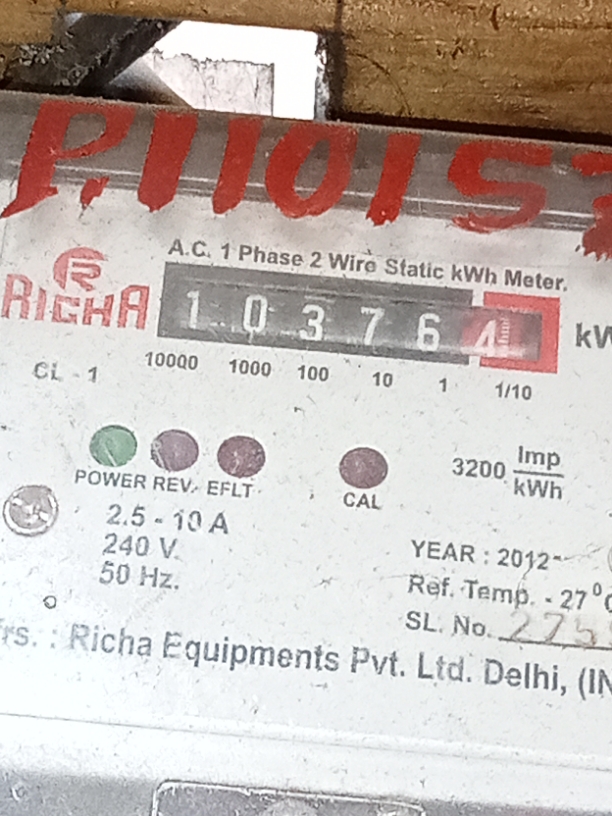 P.11015
A.C. 1 Phase 2 Wire Static kWh Meter.
R
RICHA
1 0 3 7 6 4
CL - 1
10000 1000 100 10 1 1/10
POWER REV. EFLT
CAL
3200 Imp
kWh
2.5 - 10 A
240 V.
50 Hz.
YEAR : 2012
Ref. Temp. - 27°C
SL. No. 275
Richa Equipments Pvt. Ltd. Delhi,